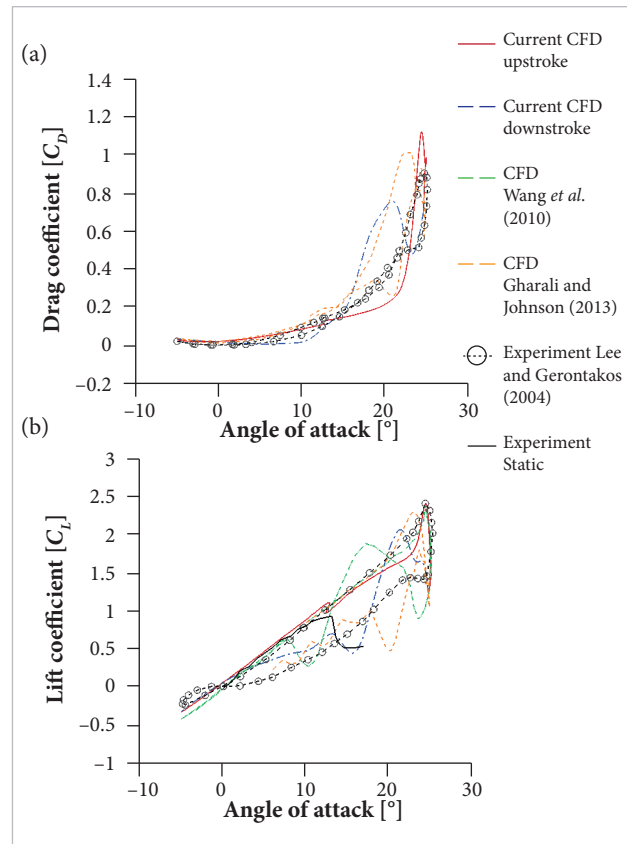 (a)
1.4
1.2
1
0.8
0.6
0.4
0.2
0
−0.2
Drag coefficient [C_D]
−10
0
10
20
30
Angle of attack [°]
Current CFD
upstroke
Current CFD
downstroke
CFD
Wang et al.
(2010)
CFD
Gharali and
Johnson (2013)
Experiment Lee
and Gerontakos
(2004)
Experiment
Static
(b)
3
2.5
2
1.5
1
0.5
0
−0.5
−1
Lift coefficient [C_L]
−10
0
10
20
30
Angle of attack [°]